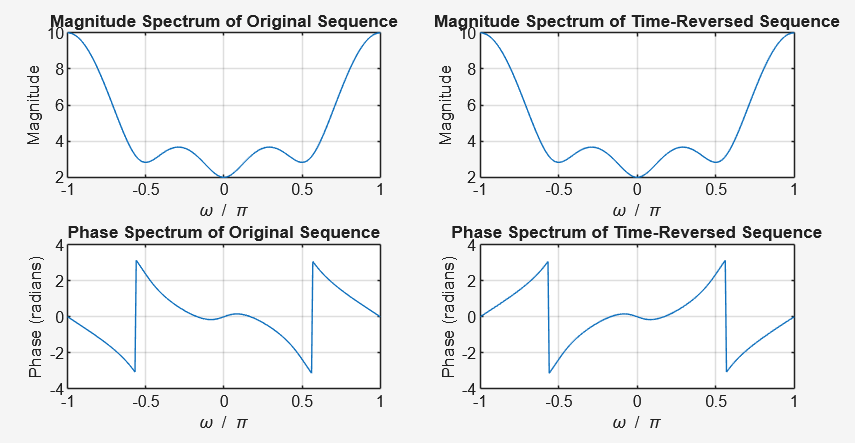 Magnitude Spectrum of Original Sequence
10
8
6
4
2
Magnitude
-1 -0.5 0 0.5 1
ω / π
Magnitude Spectrum of Time-Reversed Sequence
10
8
6
4
2
Magnitude
-1 -0.5 0 0.5 1
ω / π
Phase Spectrum of Original Sequence
4
2
0
-2
-4
Phase (radians)
-1 -0.5 0 0.5 1
ω / π
Phase Spectrum of Time-Reversed Sequence
4
2
0
-2
-4
Phase (radians)
-1 -0.5 0 0.5 1
ω / π